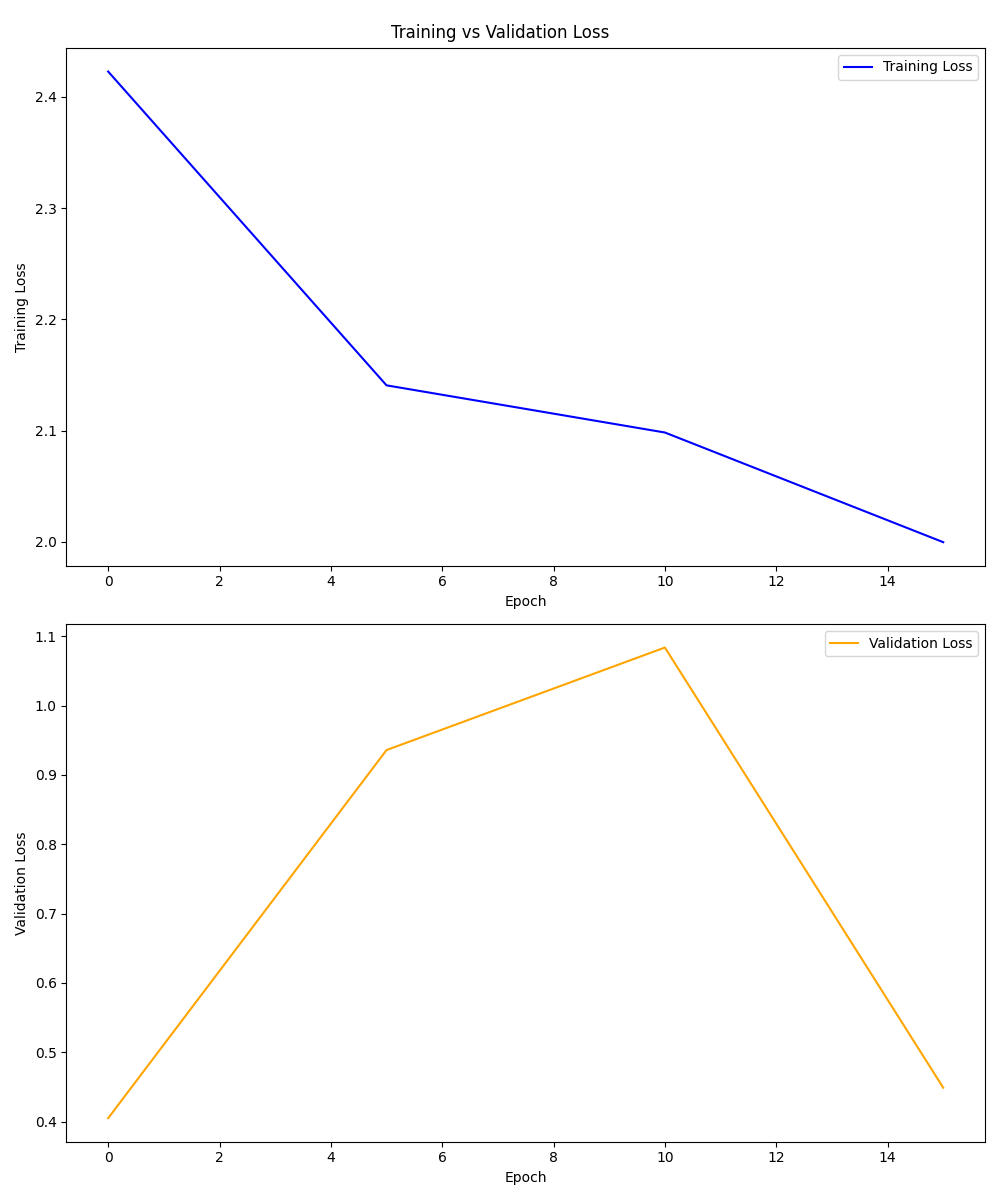 Training vs Validation Loss
Training Loss
2.4
2.3
2.2
2.1
2.0
Training Loss
0 2 4 6 8 10 12 14
Epoch
Validation Loss
1.1
1.0
0.9
0.8
0.7
0.6
0.5
0.4
Validation Loss
0 2 4 6 8 10 12 14
Epoch